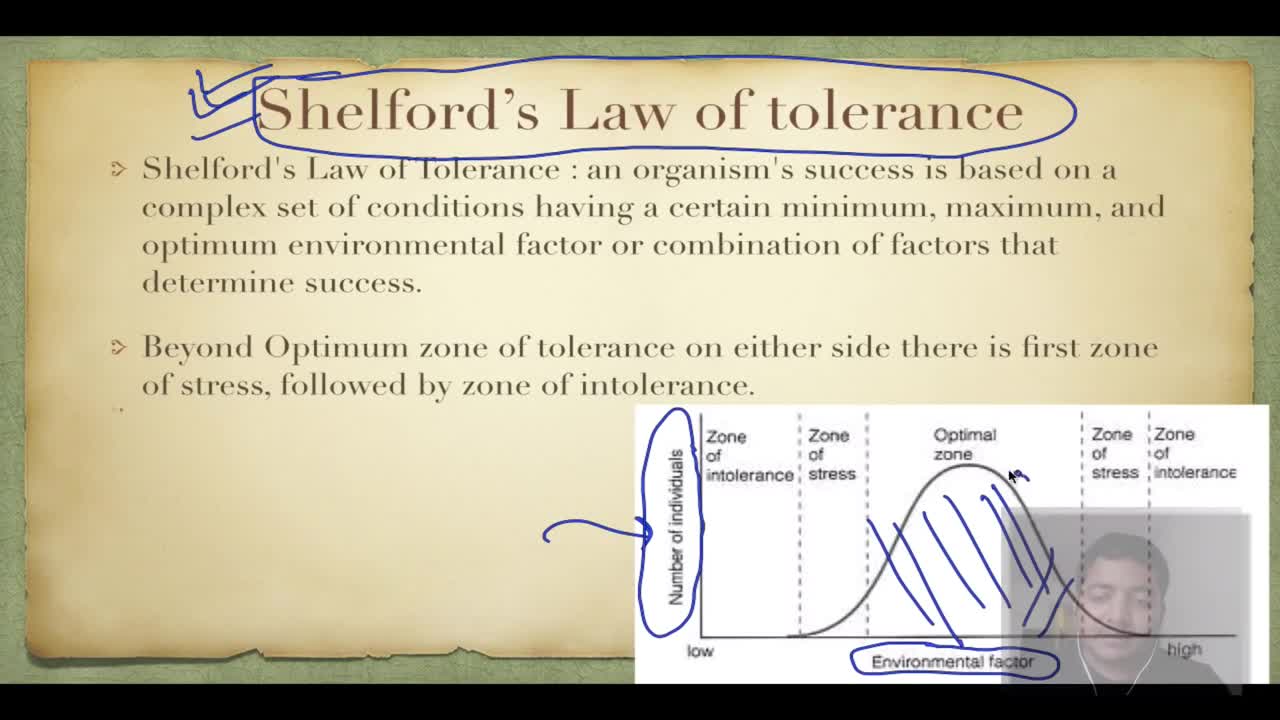 Shelford’s Law of tolerance
Shelford's Law of Tolerance : an organism's success is based on a
complex set of conditions having a certain minimum, maximum, and
optimum environmental factor or combination of factors that
determine success.
Beyond Optimum zone of tolerance on either side there is first zone
of stress, followed by zone of intolerance.
Number of individuals
Zone
of
intolerance
Zone
of
stress
Optimal
zone
Zone
of
stress
Zone
of
intolerance
low
Environmental factor
high